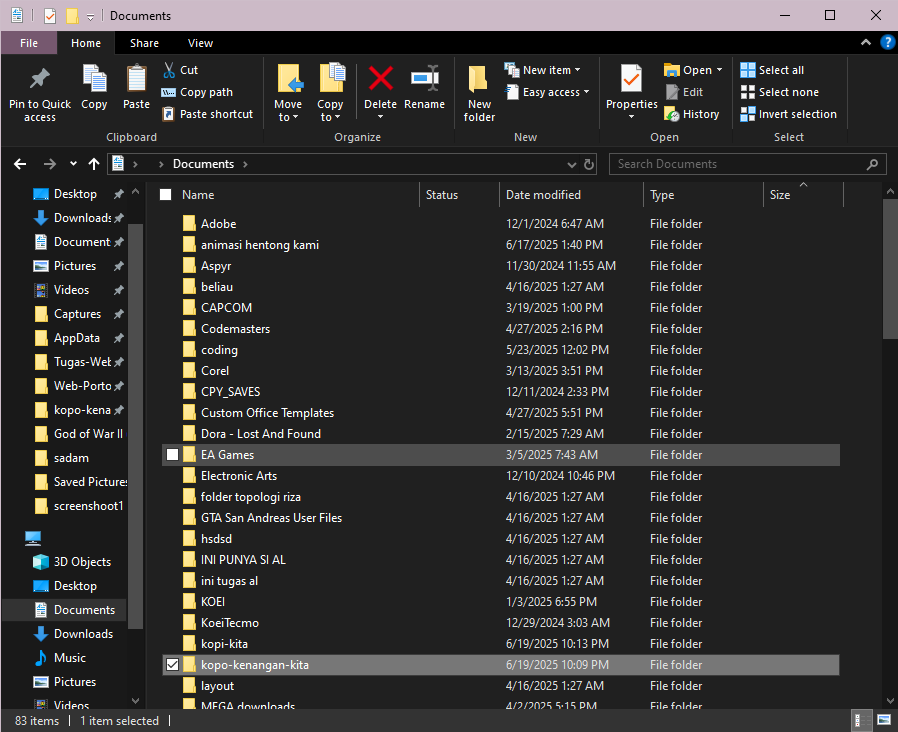 Documents
File Home Share View
Pin to Quick access
Copy
Paste
Cut
Copy path
Paste shortcut
Clipboard
Move to
Copy to
Delete
Rename
Organize
New folder
New item
Easy access
New
Properties
Open
Edit
History
Open
Select all
Select none
Invert selection
Select
Documents
Search Documents
Desktop
Downloads
Document
Pictures
Videos
Captures
AppData
Tugas-Web
Web-Porto
kopo-kena
God of War II
sadam
Saved Pictures
screenshoot1
3D Objects
Desktop
Documents
Downloads
Music
Pictures
Videos
Name Status Date modified Type Size
Adobe 12/1/2024 6:47 AM File folder
animasi hentong kami 6/17/2025 1:40 PM File folder
Aspyr 11/30/2024 11:55 AM File folder
beliau 4/16/2025 1:27 AM File folder
CAPCOM 3/19/2025 1:00 PM File folder
Codemasters 4/27/2025 2:16 PM File folder
coding 5/23/2025 12:02 PM File folder
Corel 3/13/2025 3:51 PM File folder
CPY_SAVES 12/11/2024 2:33 PM File folder
Custom Office Templates 4/27/2025 5:51 PM File folder
Dora - Lost And Found 2/15/2025 7:29 AM File folder
EA Games 3/5/2025 7:43 AM File folder
Electronic Arts 12/10/2024 10:46 PM File folder
folder topologi riza 4/16/2025 1:27 AM File folder
GTA San Andreas User Files 4/16/2025 1:27 AM File folder
hsdsd 4/16/2025 1:27 AM File folder
INI PUNYA SI AL 4/16/2025 1:27 AM File folder
ini tugas al 4/16/2025 1:27 AM File folder
KOEI 1/3/2025 6:55 PM File folder
KoeiTecmo 12/29/2024 3:03 AM File folder
kopi-kita 6/19/2025 10:13 PM File folder
kopo-kenangan-kita 6/19/2025 10:09 PM File folder
layout 4/16/2025 1:27 AM File folder
MEGA downloads 4/2/2025 5:15 PM File folder
83 items 1 item selected